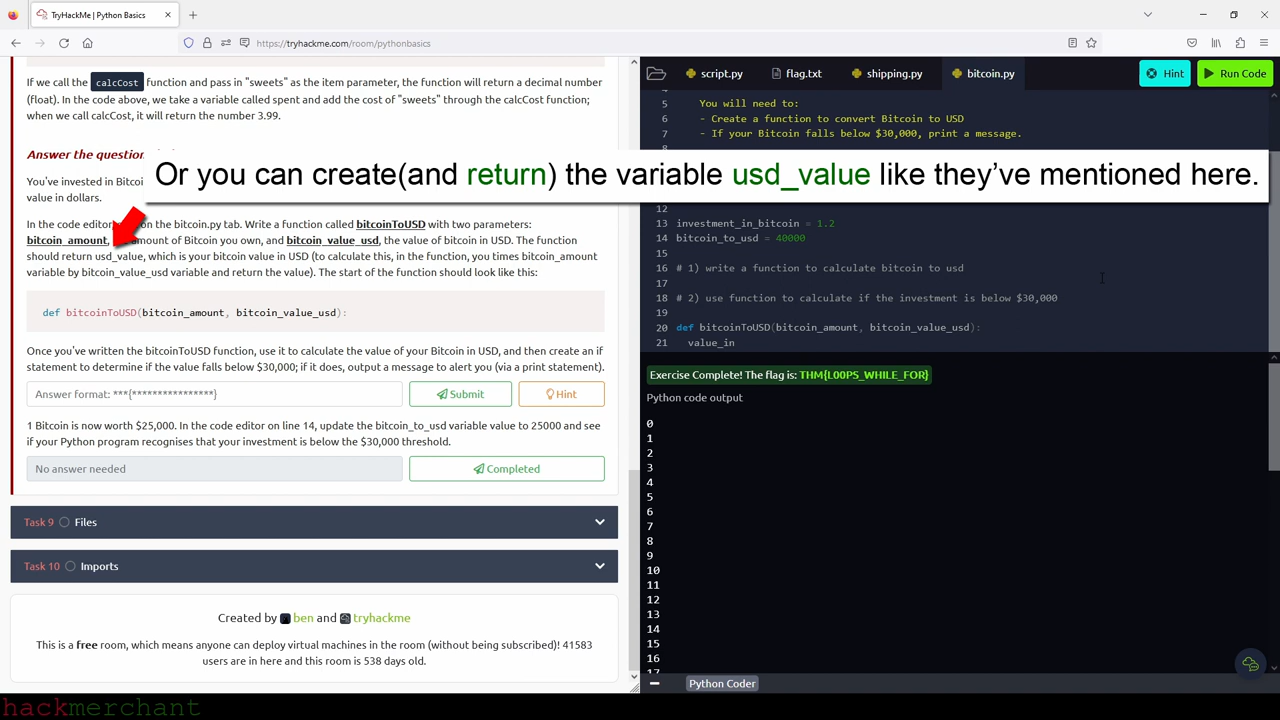 TryHackMe | Python Basics
https://tryhackme.com/room/pythonbasics
If we call the calcCost function and pass in "sweets" as the item parameter, the function will return a decimal number
(float). In the code above, we take a variable called spent and add the cost of "sweets" through the calcCost function;
when we call calcCost, it will return the number 3.99.
Answer the question
You've invested in Bitcoi
value in dollars.
Or you can create(and return) the variable usd_value like they've mentioned here.
In the code editor on the bitcoin.py tab. Write a function called bitcoinToUSD with two parameters:
bitcoin_amount, amount of Bitcoin you own, and bitcoin_value_usd, the value of bitcoin in USD. The function
should return usd_value, which is your bitcoin value in USD (to calculate this, in the function, you times bitcoin_amount
variable by bitcoin_value_usd variable and return the value). The start of the function should look like this:
def bitcoinToUSD(bitcoin_amount, bitcoin_value_usd):
Once you've written the bitcoinToUSD function, use it to calculate the value of your Bitcoin in USD, and then create an if
statement to determine if the value falls below $30,000; if it does, output a message to alert you (via a print statement).
Answer format: ***{****************}
Submit
Hint
1 Bitcoin is now worth $25,000. In the code editor on line 14, update the bitcoin_to_usd variable value to 25000 and see
if your Python program recognises that your investment is below the $30,000 threshold.
No answer needed
Completed
Task 9 Files
Task 10 Imports
Created by ben and tryhackme
This is a free room, which means anyone can deploy virtual machines in the room (without being subscribed)! 41583
users are in here and this room is 538 days old.
script.py
flag.txt
shipping.py
bitcoin.py
Hint
Run Code
5 You will need to:
6 - Create a function to convert Bitcoin to USD
7 - If your Bitcoin falls below $30,000, print a message.
12
13 investment_in_bitcoin = 1.2
14 bitcoin_to_usd = 40000
15
16 # 1) write a function to calculate bitcoin to usd
17
18 # 2) use function to calculate if the investment is below $30,000
19
20 def bitcoinToUSD(bitcoin_amount, bitcoin_value_usd):
21 value_in
Exercise Complete! The flag is: THM{L00PS_WHILE_FOR}
Python code output
0
1
2
3
4
5
6
7
8
9
10
11
12
13
14
15
16
17
Python Coder
hackmerchant